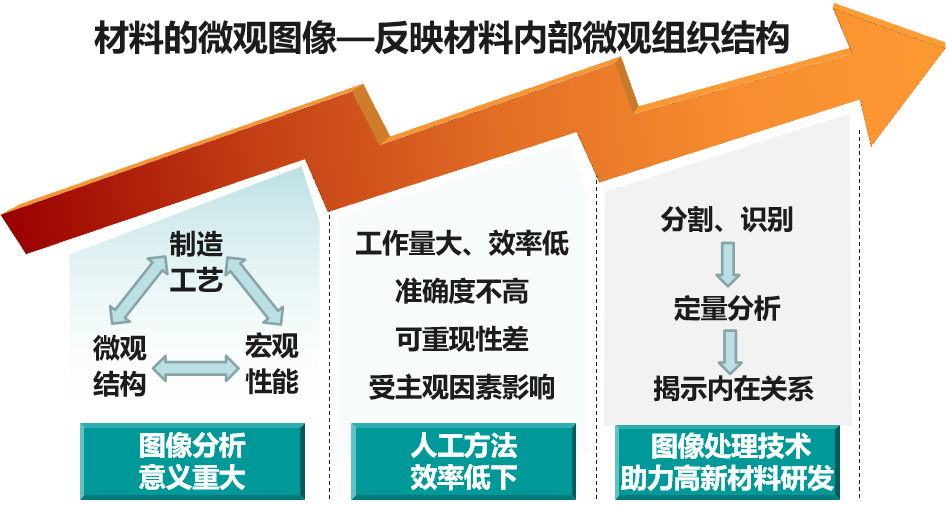 材料的微观图像—反映材料内部微观组织结构
制造
工艺
微观
结构
宏观
性能
图像分析
意义重大
工作量大、效率低
准确度不高
可重现性差
受主观因素影响
人工方法
效率低下
分割、识别
定量分析
揭示内在关系
图像处理技术
助力高新材料研发